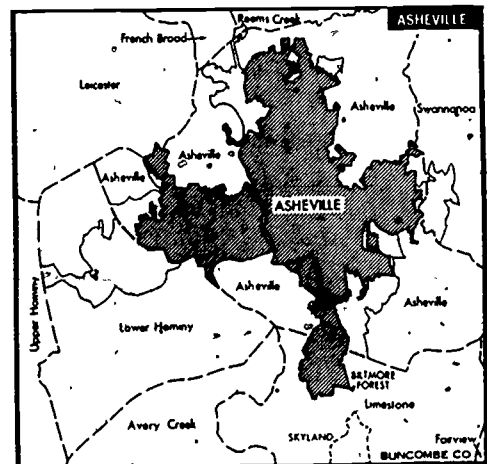 Reems Creek
ASHEVILLE
French Broad
Leicester
Asheville
Swannanoa
Asheville
Asheville
ASHEVILLE
Upper Hominy
Asheville
Asheville
Lower Hominy
BILTMORE
FOREST
Limestone
Avery Creek
SKYLAND
Fairview
BUNCOMBE CO